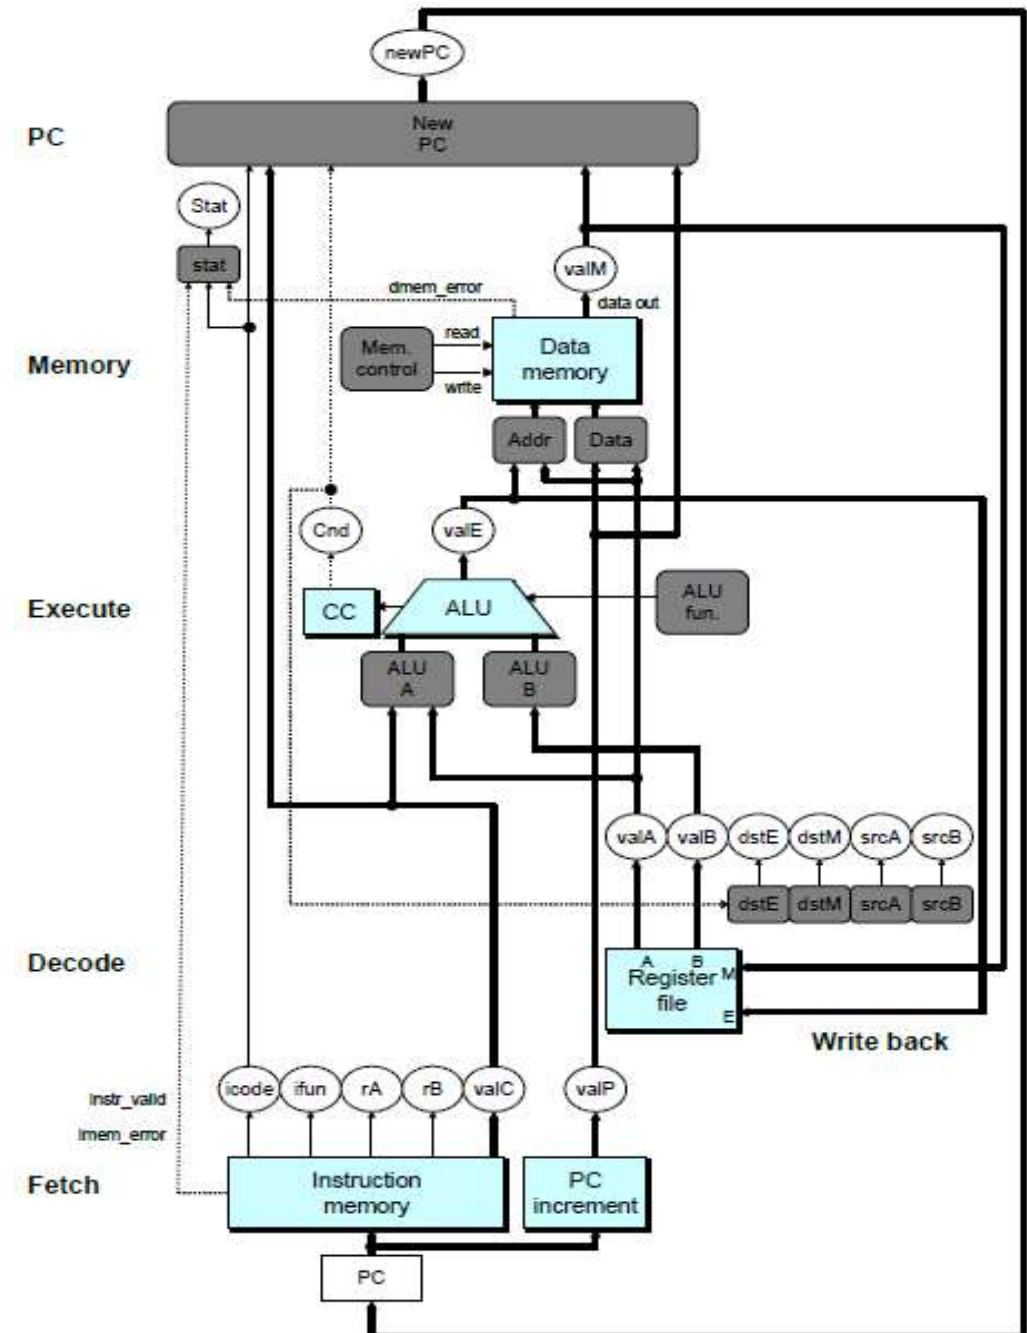 newPC
New
PC
PC
Stat
stat
valM
dmem_error
data out
read
Mem.
control
Data
memory
Memory
write
Addr
Data
Cnd
valE
ALU
fun.
CC
ALU
Execute
ALU
A
ALU
B
valA
valB
dstE
dstM
srcA
srcB
dstE
dstM
srcA
srcB
Decode
A
B
M
Register
file
E
Write back
icode
ifun
rA
rB
valC
valP
Instr_valid
Imem_error
Fetch
Instruction
memory
PC
increment
PC